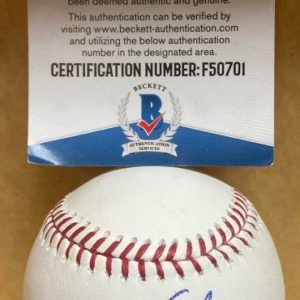 been deemed authentic and genuine.
This authentication can be verified by
visiting www.beckett-authentication.com
and utilizing the below authentication
number in the designated area.
CERTIFICATION NUMBER: F50701
BECKETT
B
AUTHENTICATION
SERVICES